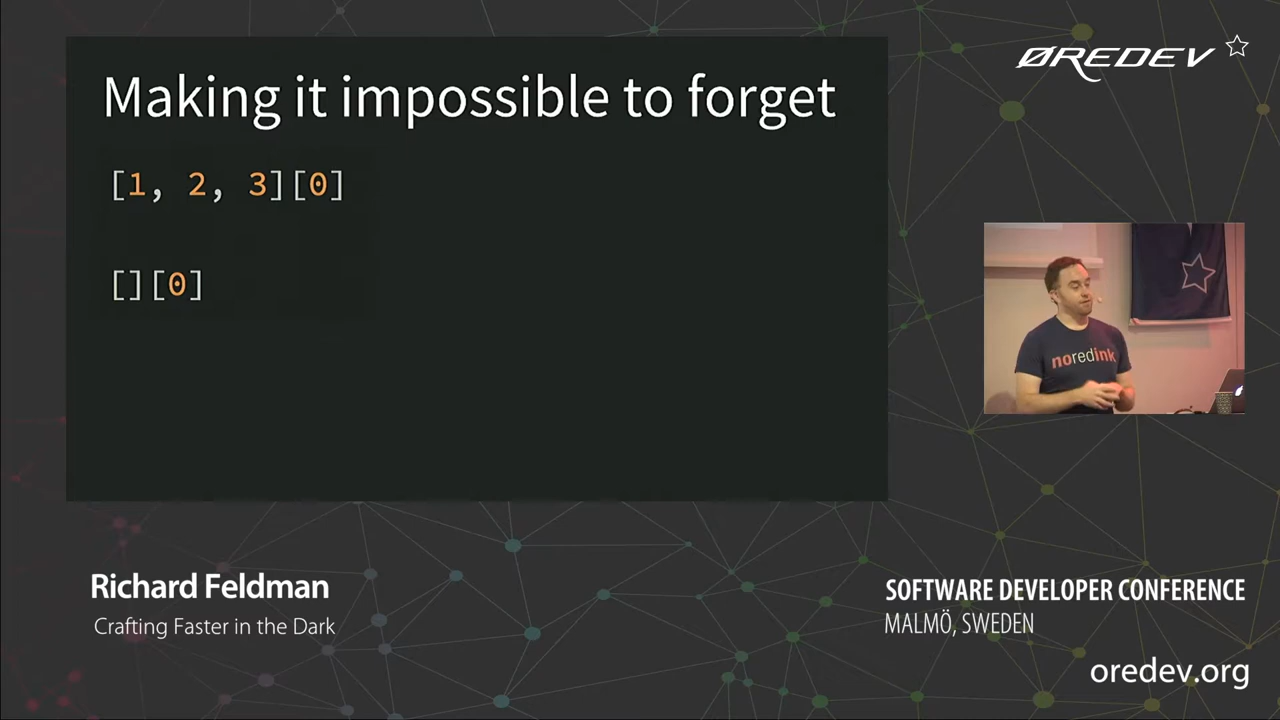 ØREDEV
Making it impossible to forget
[1, 2, 3][0]
[][0]
noredink
Richard Feldman
Crafting Faster in the Dark
SOFTWARE DEVELOPER CONFERENCE
MALMÖ, SWEDEN
oredev.org